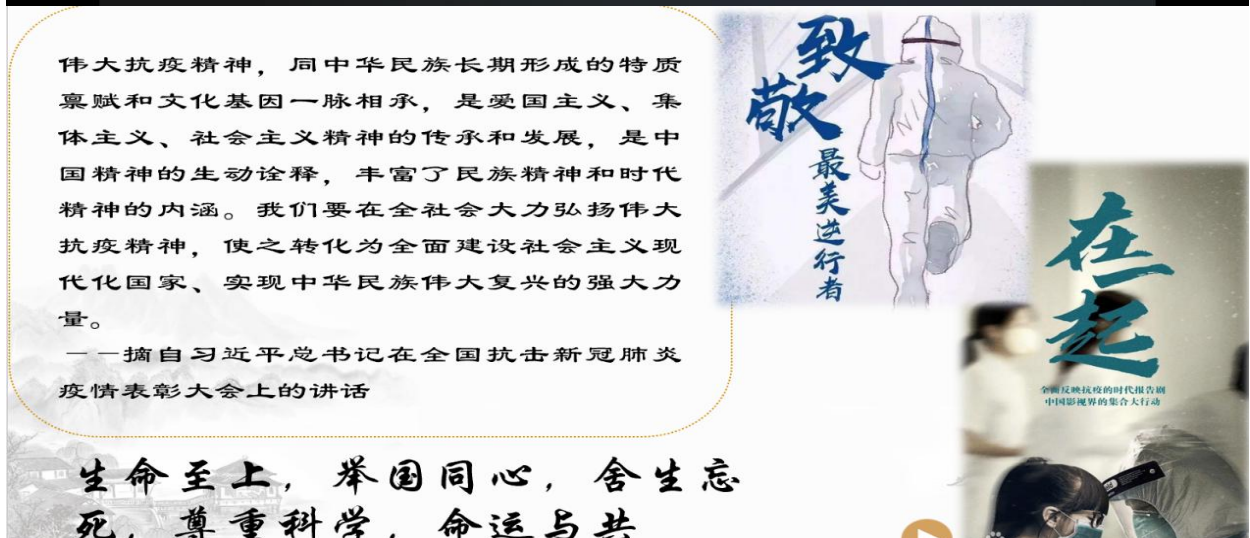 伟大抗疫精神，同中华民族长期形成的特质
禀赋和文化基因一脉相承，是爱国主义、集
体主义、社会主义精神的传承和发展，是中
国精神的生动诠释，丰富了民族精神和时代
精神的内涵。我们要在全社会大力弘扬伟大
抗疫精神，使之转化为全面建设社会主义现
代化国家、实现中华民族伟大复兴的强大力
量。
——摘自习近平总书记在全国抗击新冠肺炎
疫情表彰大会上的讲话
生命至上，举国同心，舍生忘
死，尊重科学，命运与共
致敬
最美逆行者
在一起
全面反映抗疫的时代报告剧
中国影视界的集合大行动